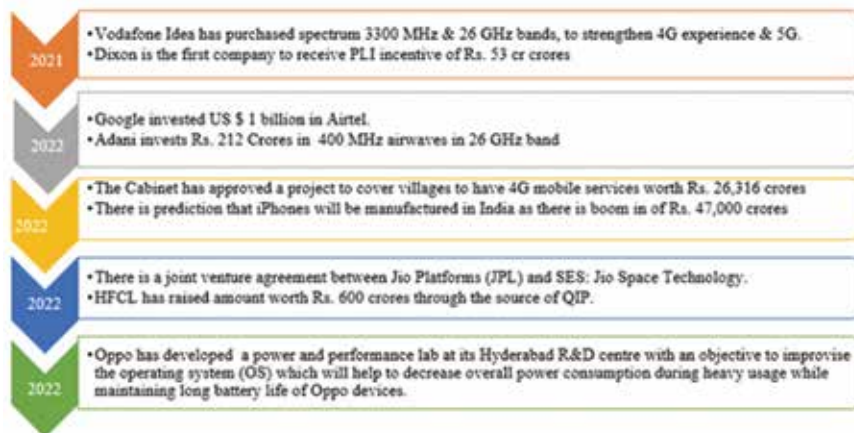 2021
•Vodafone Idea has purchased spectrum 3300 MHz & 26 GHz bands, to strengthen 4G experience & 5G.
•Dixon is the first company to receive PLI incentive of Rs. 53 cr crores
2022
•Google invested US $ 1 billion in Airtel.
•Adani invests Rs. 212 Crores in 400 MHz airwaves in 26 GHz band
2022
•The Cabinet has approved a project to cover villages to have 4G mobile services worth Rs. 26,316 crores
•There is prediction that iPhones will be manufactured in India as there is boom in of Rs. 47,000 crores
2022
•There is a joint venture agreement between Jio Platforms (JPL) and SES: Jio Space Technology.
•HFCL has raised amount worth Rs. 600 crores through the source of QIP.
2022
•Oppo has developed a power and performance lab at its Hyderabad R&D centre with an objective to improvise
the operating system (OS) which will help to decrease overall power consumption during heavy usage while
maintaining long battery life of Oppo devices.